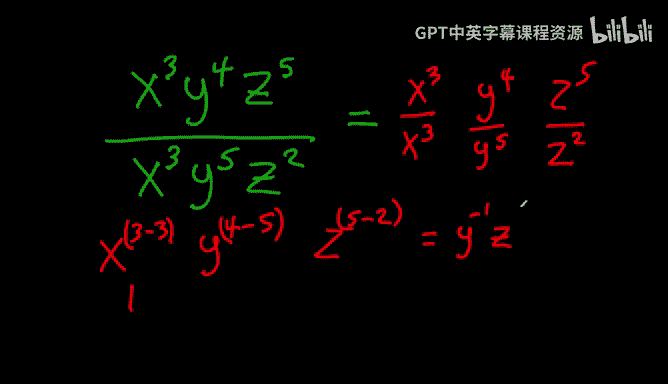 GPT中英字幕课程资源 bilibili
x³y⁴z⁵ / x³y⁵z² = x³/x³ y⁴/y⁵ z⁵/z²
x⁽³⁻³⁾ y⁽⁴⁻⁵⁾ z⁽⁵⁻²⁾ = y⁻¹ z
1